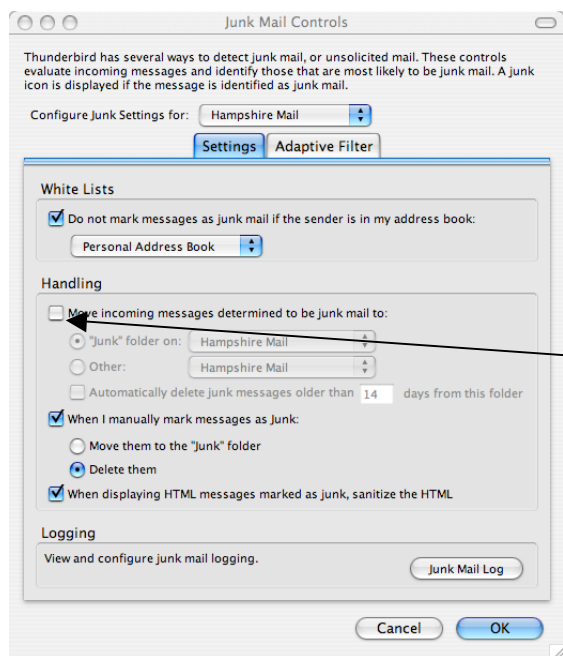 Junk Mail Controls
Thunderbird has several ways to detect junk mail, or unsolicited mail. These controls
evaluate incoming messages and identify those that are most likely to be junk mail. A junk
icon is displayed if the message is identified as junk mail.
Configure Junk Settings for: Hampshire Mail
Settings Adaptive Filter
White Lists
Do not mark messages as junk mail if the sender is in my address book:
Personal Address Book
Handling
Move incoming messages determined to be junk mail to:
"Junk" folder on: Hampshire Mail
Other: Hampshire Mail
Automatically delete junk messages older than 14 days from this folder
When I manually mark messages as Junk:
Move them to the "Junk" folder
Delete them
When displaying HTML messages marked as junk, sanitize the HTML
Logging
View and configure junk mail logging.
Junk Mail Log
Cancel OK